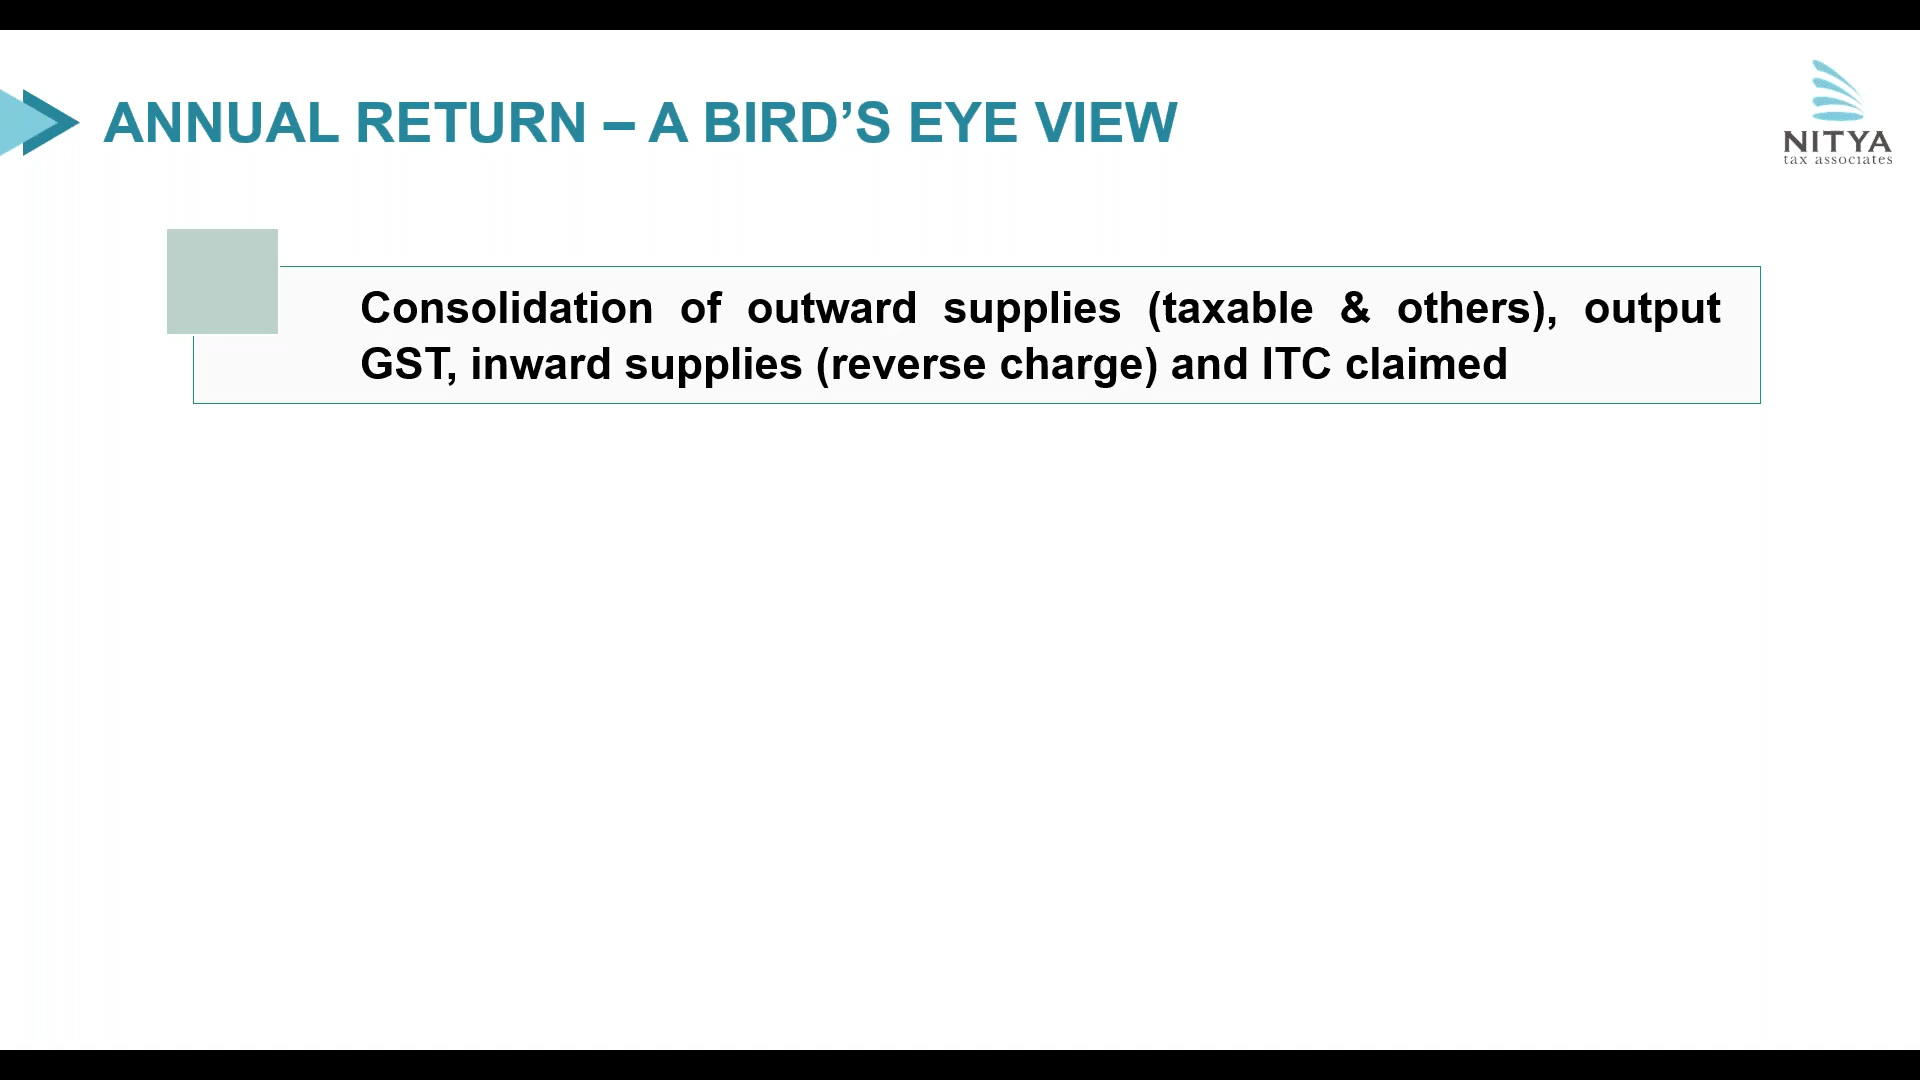 ANNUAL RETURN – A BIRD’S EYE VIEW
NITYA
tax associates
Consolidation of outward supplies (taxable & others), output
GST, inward supplies (reverse charge) and ITC claimed